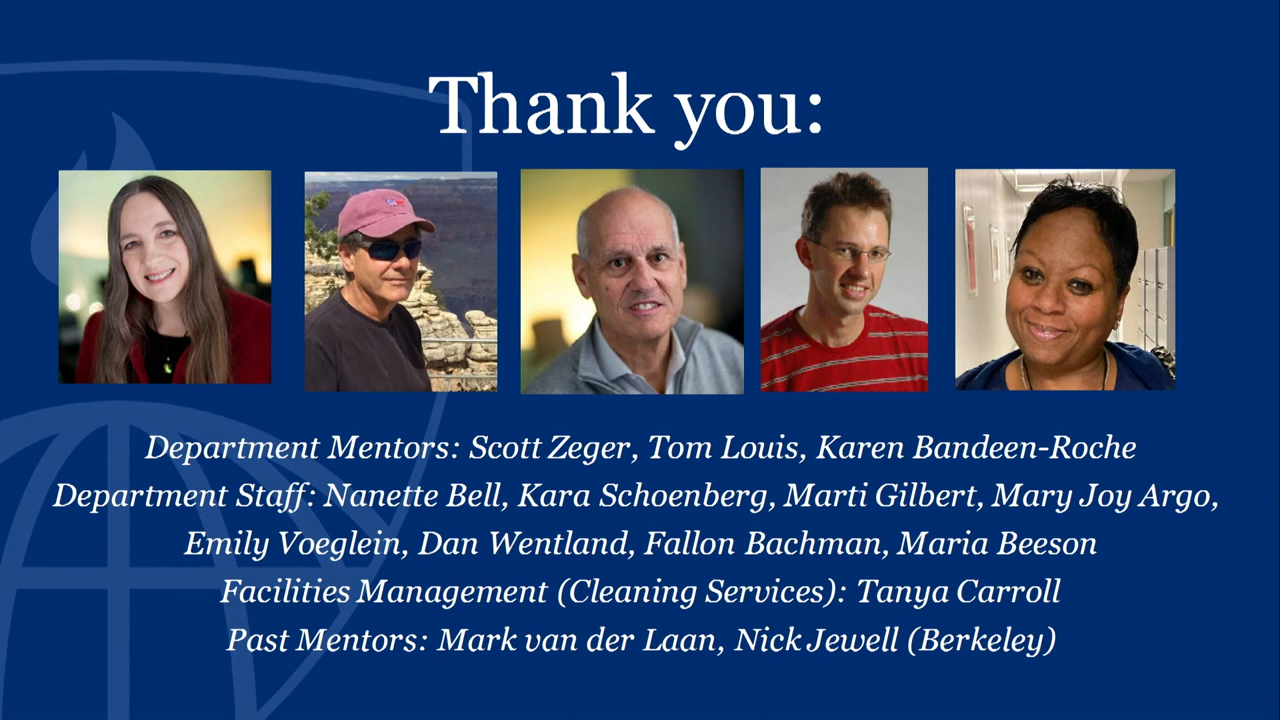 Thank you:
Department Mentors: Scott Zeger, Tom Louis, Karen Bandeen-Roche
Department Staff: Nanette Bell, Kara Schoenberg, Marti Gilbert, Mary Joy Argo,
Emily Voeglein, Dan Wentland, Fallon Bachman, Maria Beeson
Facilities Management (Cleaning Services): Tanya Carroll
Past Mentors: Mark van der Laan, Nick Jewell (Berkeley)